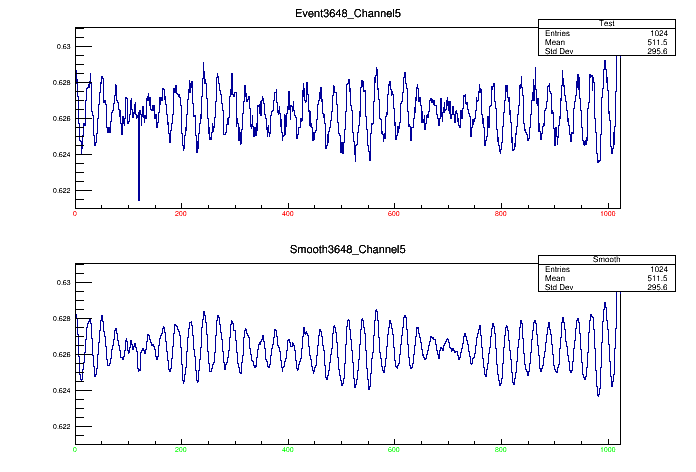 Event3648_Channel5
Test
Entries 1024
Mean 511.5
Std Dev 295.6
0.63
0.628
0.626
0.624
0.622
0 200 400 600 800 1000
Smooth3648_Channel5
Smooth
Entries 1024
Mean 511.5
Std Dev 295.6
0.63
0.628
0.626
0.624
0.622
0 200 400 600 800 1000